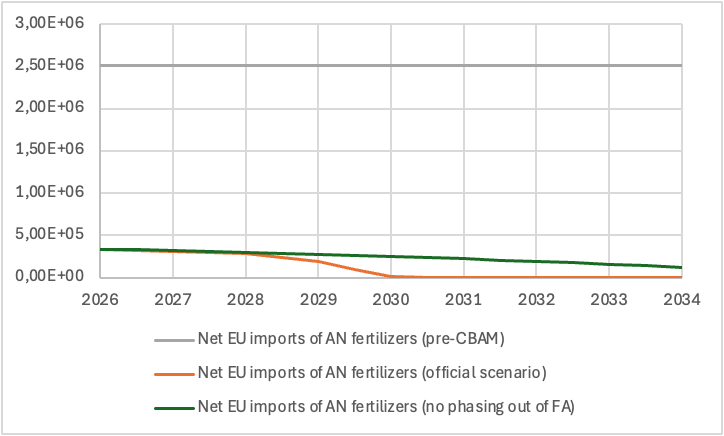 3,00E+06
2,50E+06
2,00E+06
1,50E+06
1,00E+06
5,00E+05
0,00E+00
2026 2027 2028 2029 2030 2031 2032 2033 2034
Net EU imports of AN fertilizers (pre-CBAM)
Net EU imports of AN fertilizers (official scenario)
Net EU imports of AN fertilizers (no phasing out of FA)